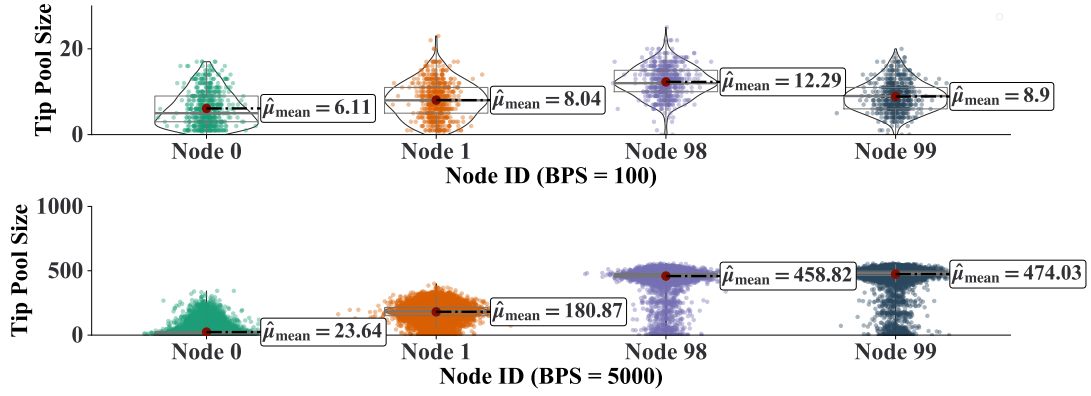 Tip Pool Size
20
0
μ̂mean = 6.11
μ̂mean = 8.04
μ̂mean = 12.29
μ̂mean = 8.9
Node 0 Node 1 Node 98 Node 99
Node ID (BPS = 100)
Tip Pool Size
1000
500
0
μ̂mean = 23.64
μ̂mean = 180.87
μ̂mean = 458.82
μ̂mean = 474.03
Node 0 Node 1 Node 98 Node 99
Node ID (BPS = 5000)